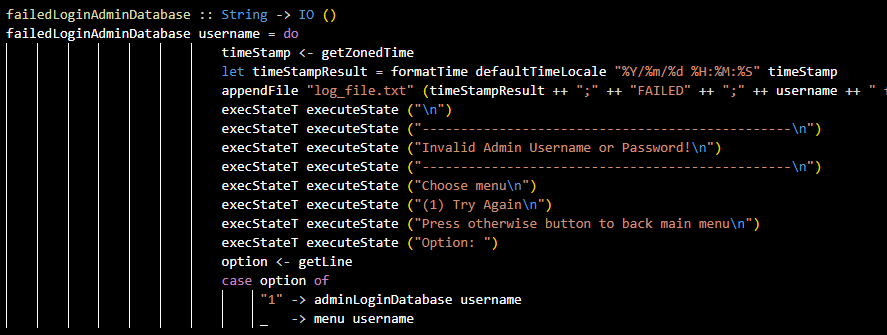 failedLoginAdminDatabase :: String -> IO ()
failedLoginAdminDatabase username = do
timeStamp <- getZonedTime
let timeStampResult = formatTime defaultTimeLocale "%Y/%m/%d %H:%M:%S" timeStamp
appendFile "log_file.txt" (timeStampResult ++ ";" ++ "FAILED" ++ ";" ++ username ++ "
execStateT executeState ("\n")
execStateT executeState ("-------------------------------------------------\n")
execStateT executeState ("Invalid Admin Username or Password!\n")
execStateT executeState ("-------------------------------------------------\n")
execStateT executeState ("Choose menu\n")
execStateT executeState ("(1) Try Again\n")
execStateT executeState ("Press otherwise button to back main menu\n")
execStateT executeState ("Option: ")
option <- getLine
case option of
"1" -> adminLoginDatabase username
_ -> menu username